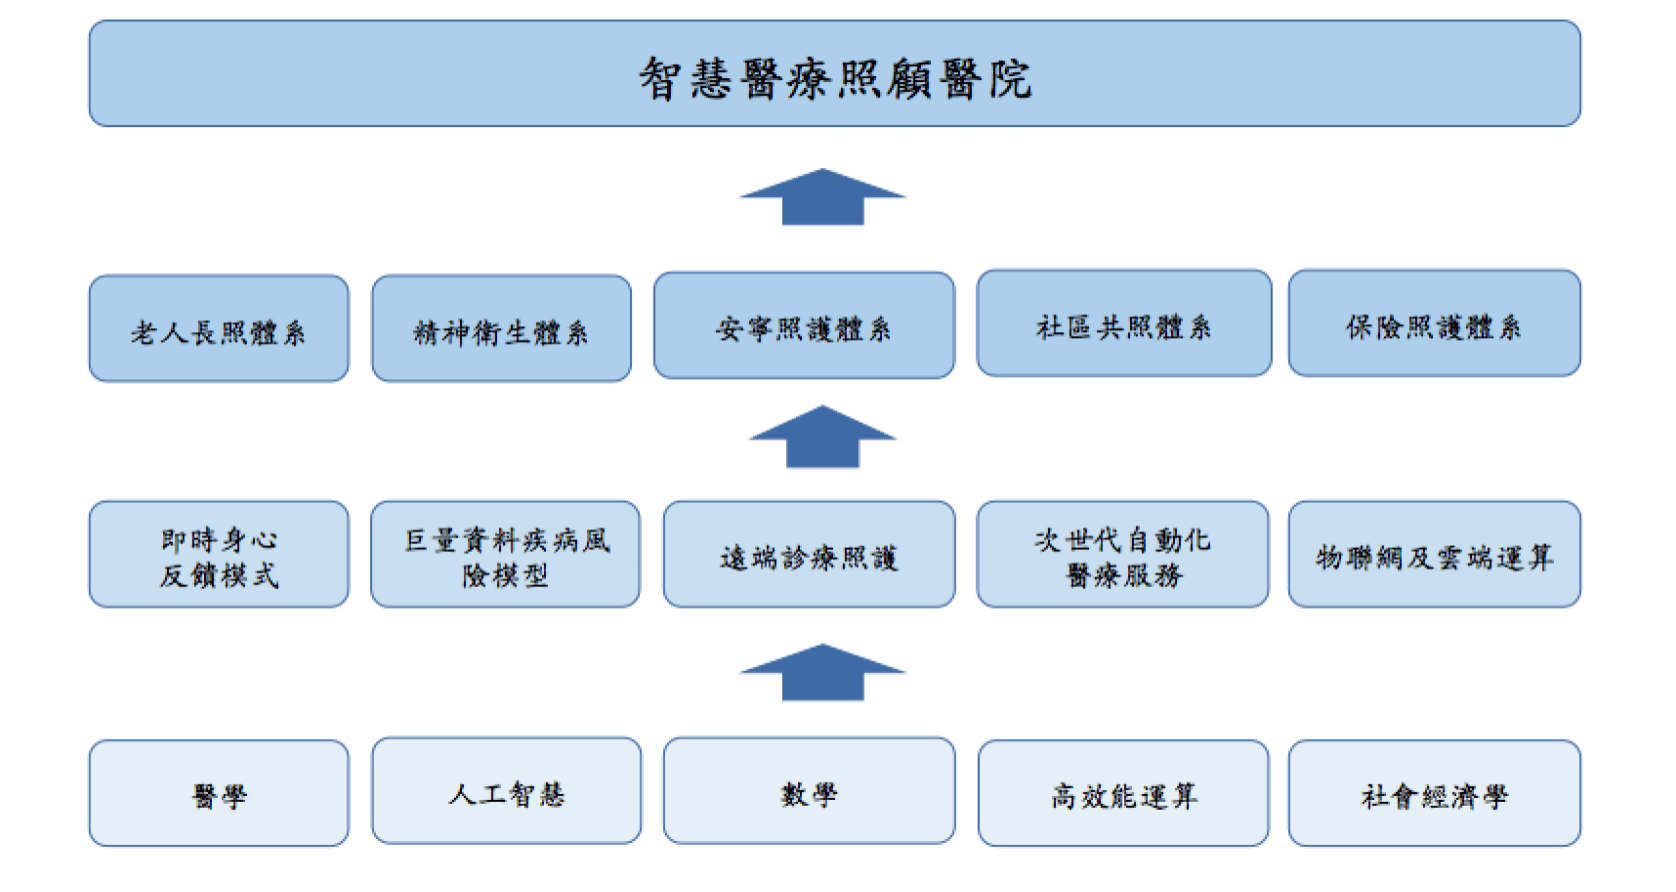 智慧醫療照顧醫院
老人長照體系
精神衛生體系
安寧照護體系
社區共照體系
保險照護體系
即時身心
反饋模式
巨量資料疾病風
險模型
遠端診療照護
次世代自動化
醫療服務
物聯網及雲端運算
醫學
人工智慧
數學
高效能運算
社會經濟學